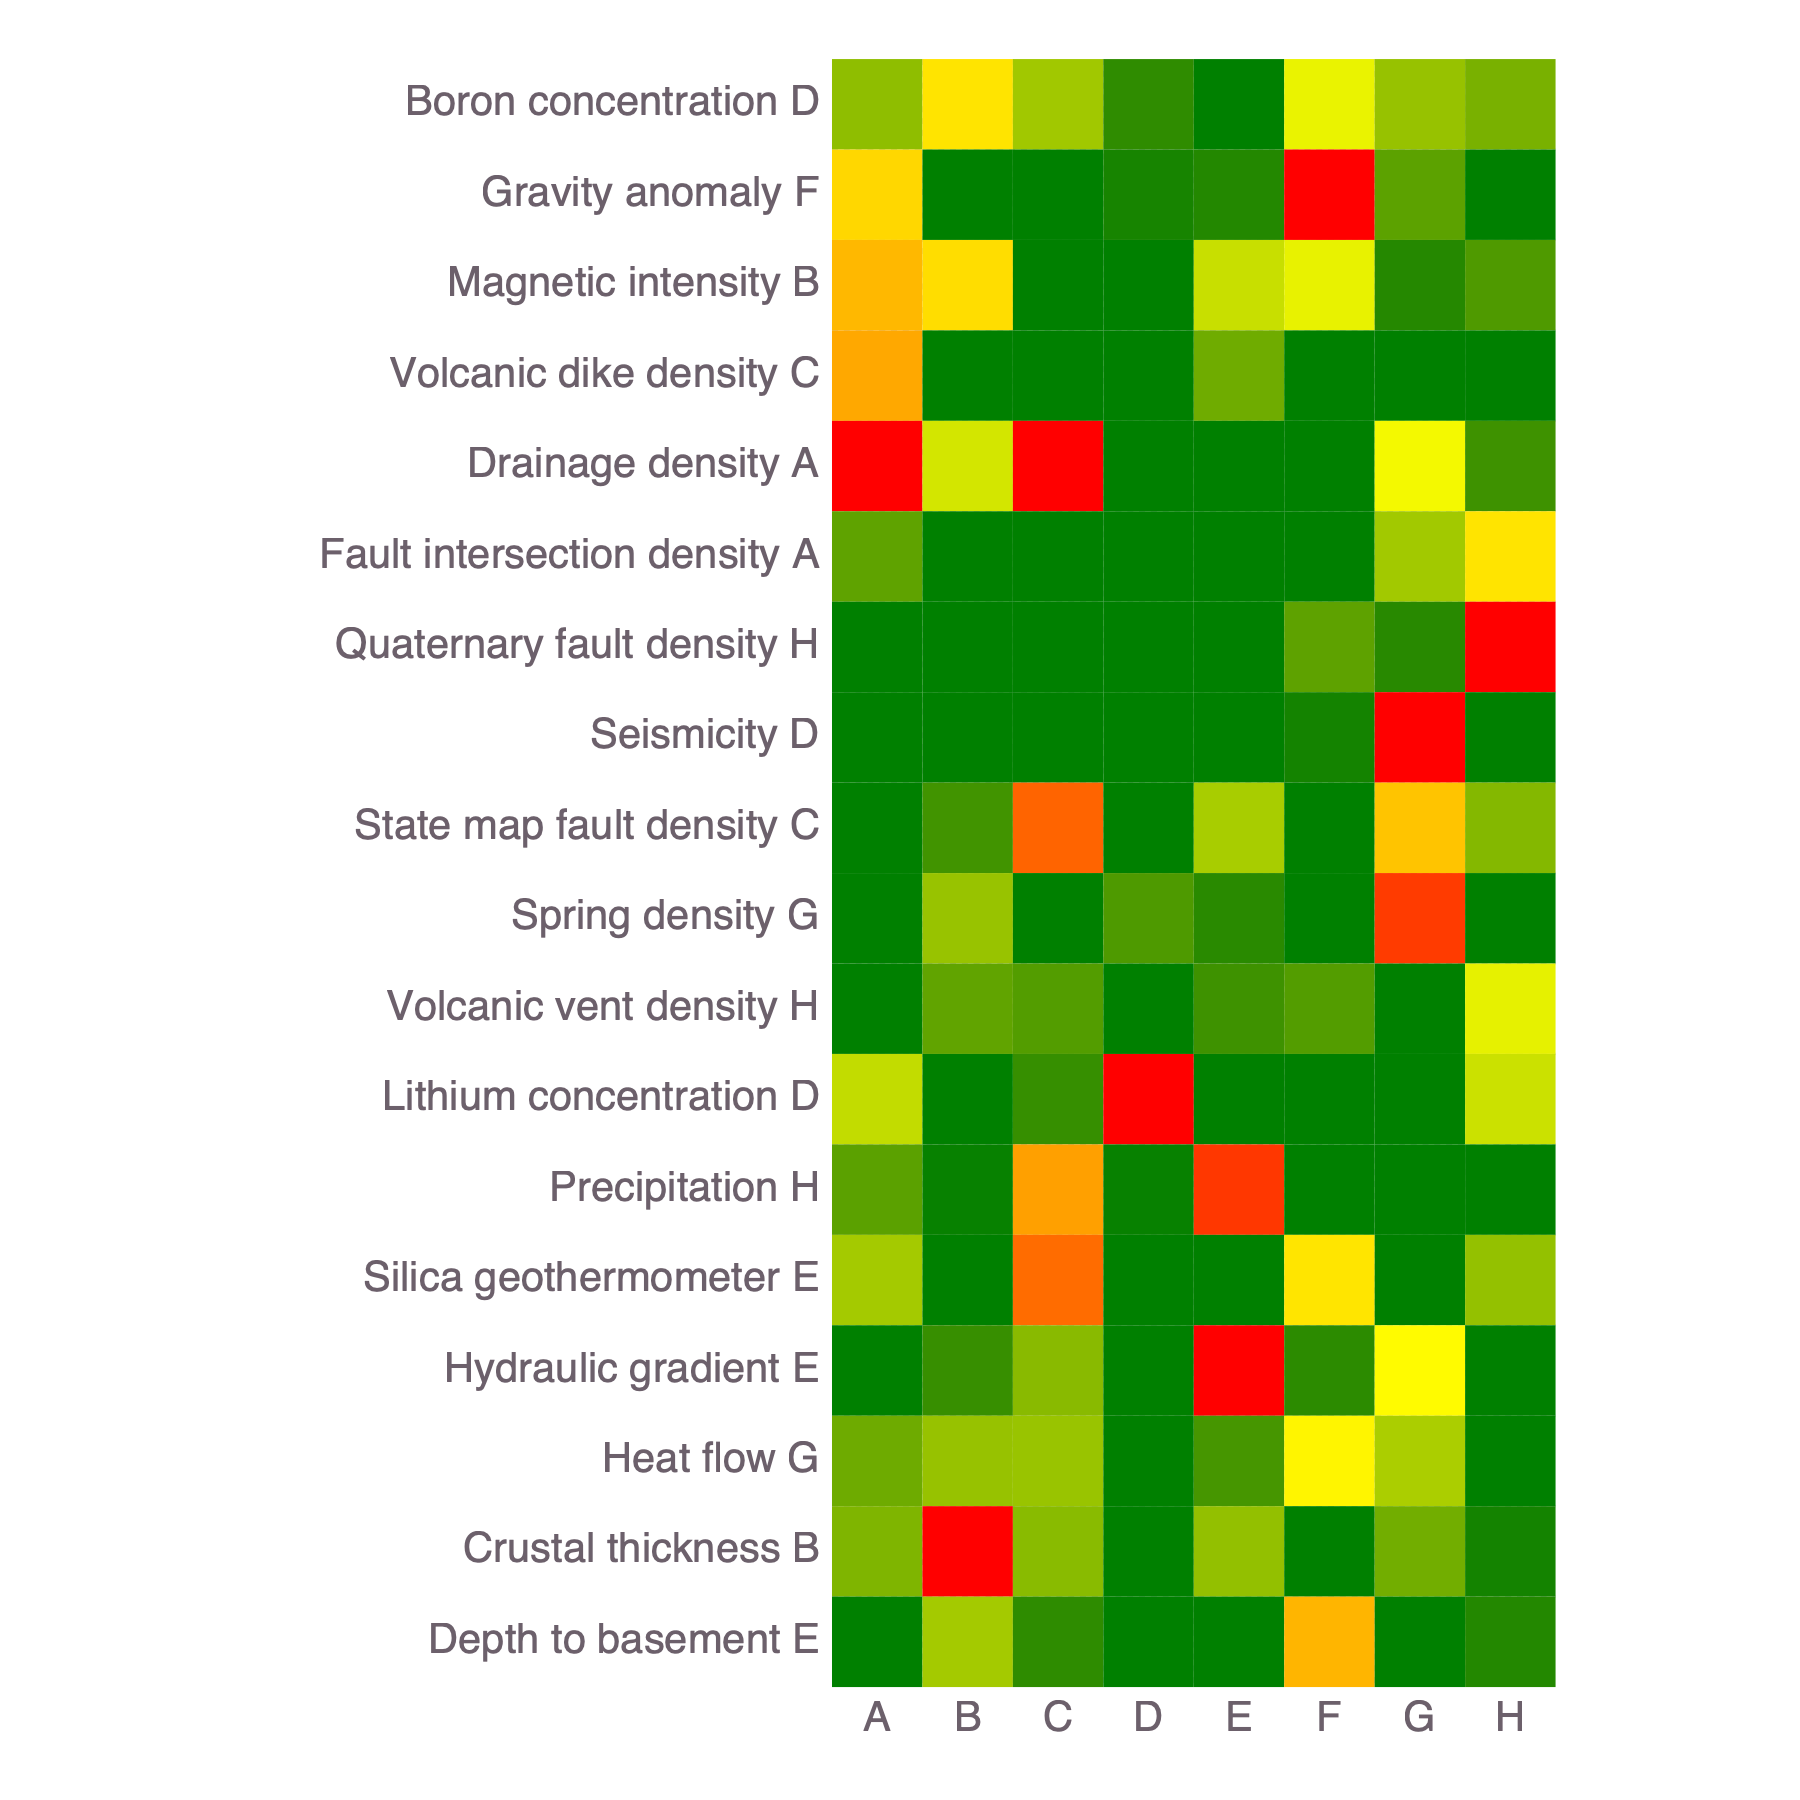 Boron concentration D
Gravity anomaly F
Magnetic intensity B
Volcanic dike density C
Drainage density A
Fault intersection density A
Quaternary fault density H
Seismicity D
State map fault density C
Spring density G
Volcanic vent density H
Lithium concentration D
Precipitation H
Silica geothermometer E
Hydraulic gradient E
Heat flow G
Crustal thickness B
Depth to basement E
A B C D E F G H